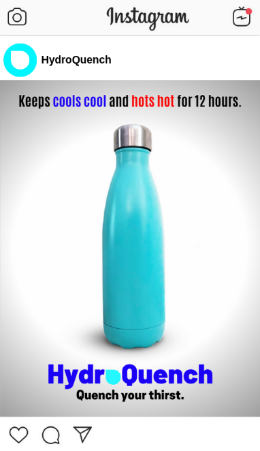 Instagram
HydroQuench
Keeps cools cool and hots hot for 12 hours.
HydroQuench
Quench your thirst.